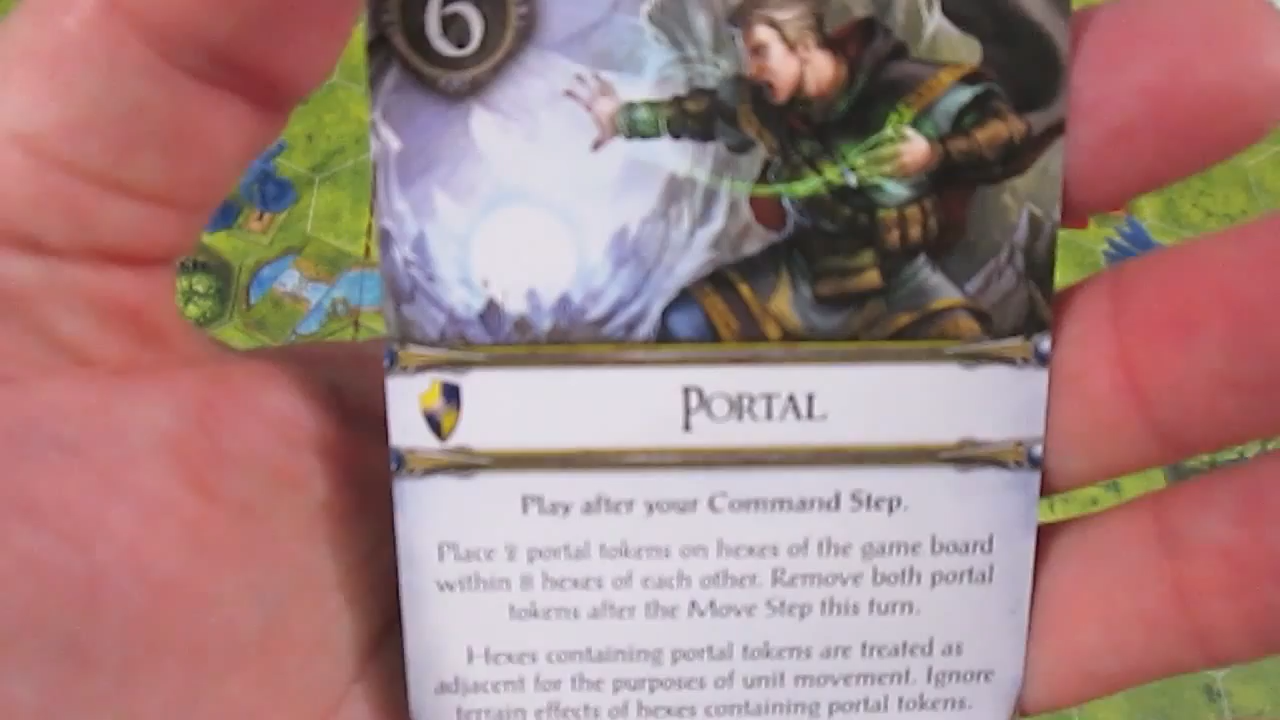 6
PORTAL
Play after your Command Step.
Place 2 portal tokens on hexes of the game board
within 8 hexes of each other. Remove both portal
tokens after the Move Step this turn.
Hexes containing portal tokens are treated as
adjacent for the purposes of unit movement. Ignore
terrain effects of hexes containing portal tokens.